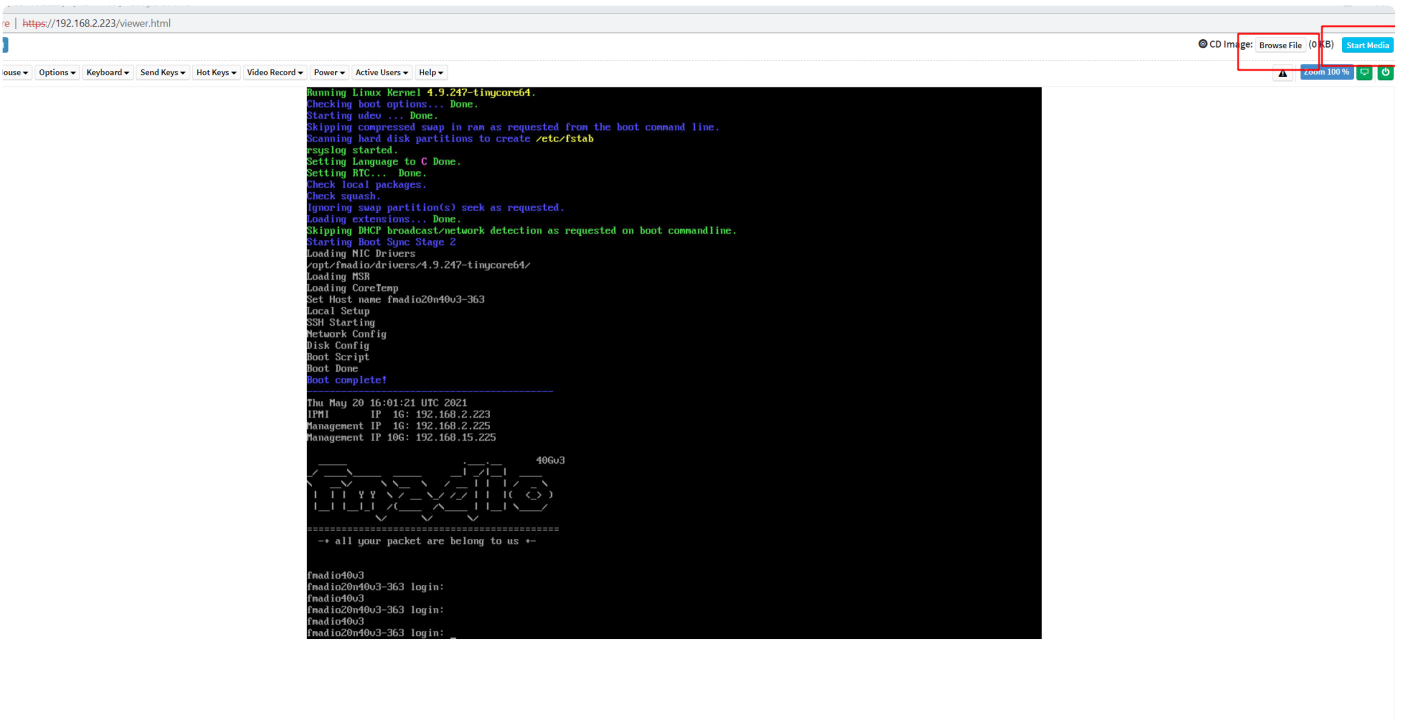 re | https://192.168.2.223/viewer.html
CD Image: Browse File (0 KB) Start Media
ouse Options Keyboard Send Keys Hot Keys Video Record Power Active Users Help Zoom 100 %
Running Linux Kernel 4.9.247-tinycore64.
Checking boot options... Done.
Starting udev ... Done.
Skipping compressed swap in ram as requested from the boot command line.
Scanning hard disk partitions to create /etc/fstab
rsyslog started.
Setting Language to C Done.
Setting RTC... Done.
Check local packages.
Check squash.
Ignoring swap partition(s) seek as requested.
Loading extensions... Done.
Skipping DHCP broadcast/network detection as requested on boot commandline.
Starting Boot Sync Stage 2
Loading NIC Drivers
/opt/fmadio/drivers/4.9.247-tinycore64/
Loading MSR
Loading CoreTemp
Set Host name fmadio20n40v3-363
Local Setup
SSH Starting
Network Config
Disk Config
Boot Script
Boot Done
Boot complete!
Thu May 20 16:01:21 UTC 2021
IPMI IP 1G: 192.168.2.223
Management IP 1G: 192.168.2.225
Management IP 10G: 192.168.15.225
40Gv3
fmadio
-+ all your packet are belong to us +-
fmadio40v3
fmadio20n40v3-363 login:
fmadio40v3
fmadio20n40v3-363 login:
fmadio40v3
fmadio20n40v3-363 login: _